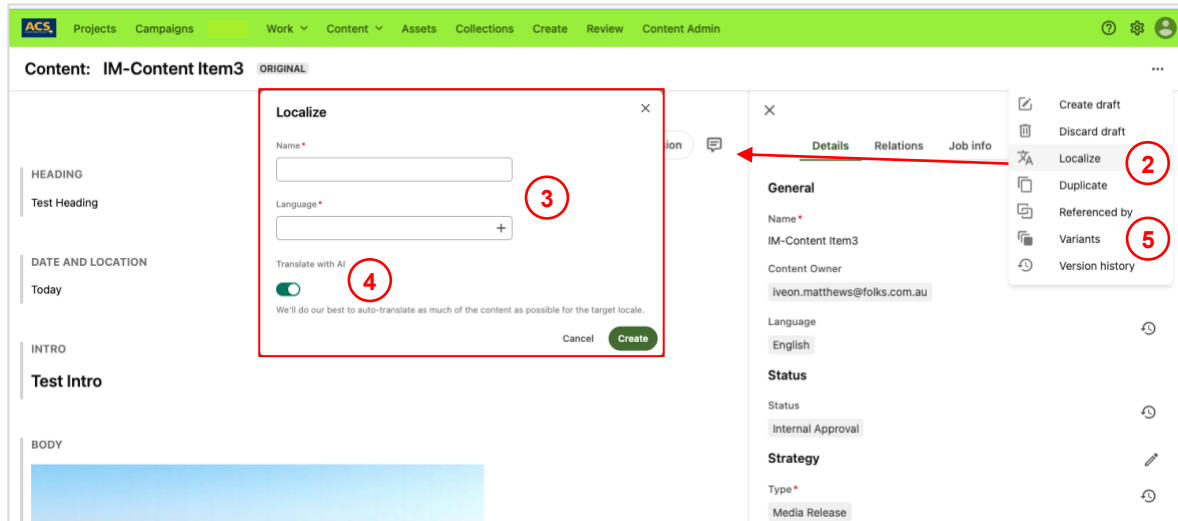 ACS Projects Campaigns Work Content Assets Collections Create Review Content Admin
Content: IM-Content Item3 ORIGINAL
HEADING
Test Heading
DATE AND LOCATION
Today
INTRO
Test Intro
BODY
Localize
Name*
Language*
3
Translate with AI
4
We'll do our best to auto-translate as much of the content as possible for the target locale.
Cancel Create
ion
Details Relations Job info
General
Name*
IM-Content Item3
Content Owner
iveon.matthews@folks.com.au
Language
English
Status
Status
Internal Approval
Strategy
Type*
Media Release
Create draft
Discard draft
Localize
2
Duplicate
Referenced by
Variants
5
Version history